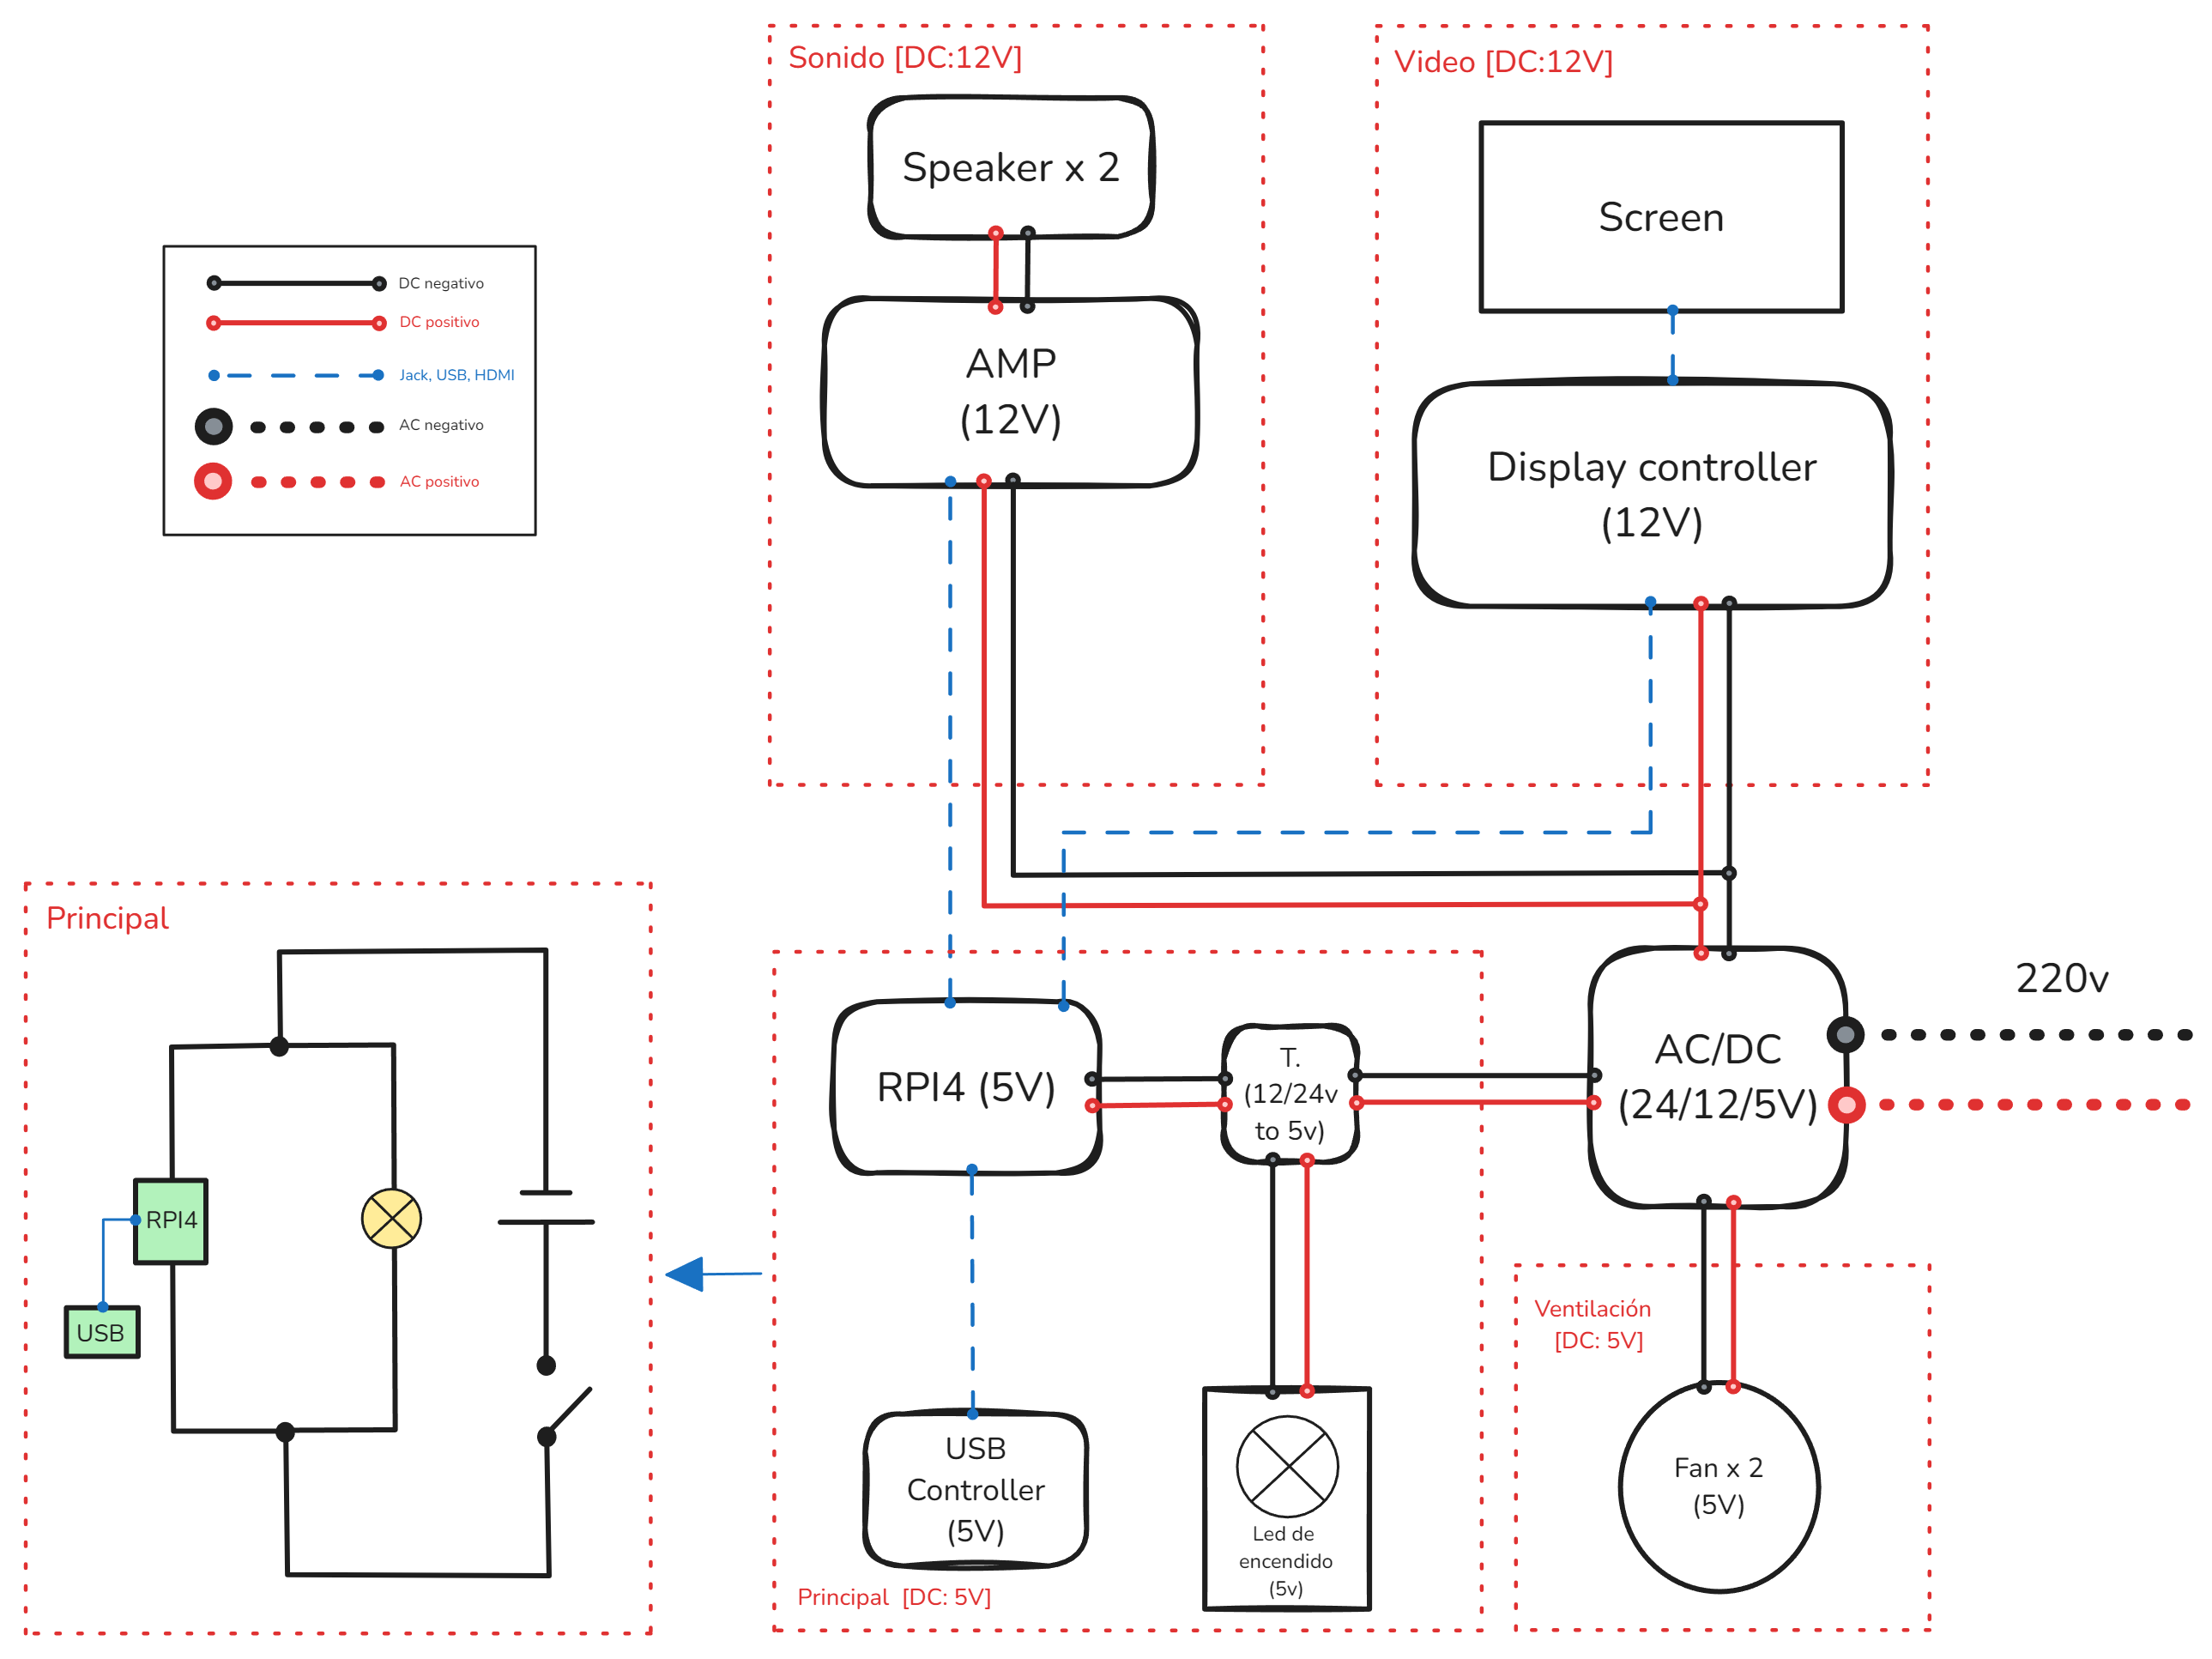 Sonido [DC:12V]
Speaker x 2
AMP
(12V)
Video [DC:12V]
Screen
Display controller
(12V)
DC negativo
DC positivo
Jack, USB, HDMI
AC negativo
AC positivo
Principal
RPI4
USB
RPI4 (5V)
T.
(12/24v
to 5v)
AC/DC
(24/12/5V)
220v
USB
Controller
(5V)
Led de
encendido
(5v)
Principal  [DC: 5V]
Ventilación
[DC: 5V]
Fan x 2
(5V)